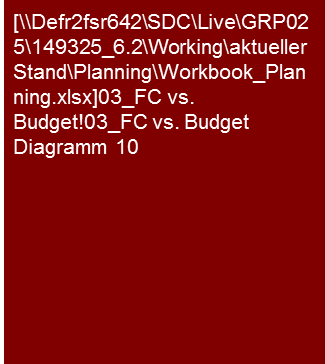 [\\Defr2fsr642\SDC\Live\GRP02
5\149325_6.2\Working\aktueller
Stand\Planning\Workbook_Plan
ning.xlsx]03_FC vs.
Budget!03_FC vs. Budget
Diagramm 10